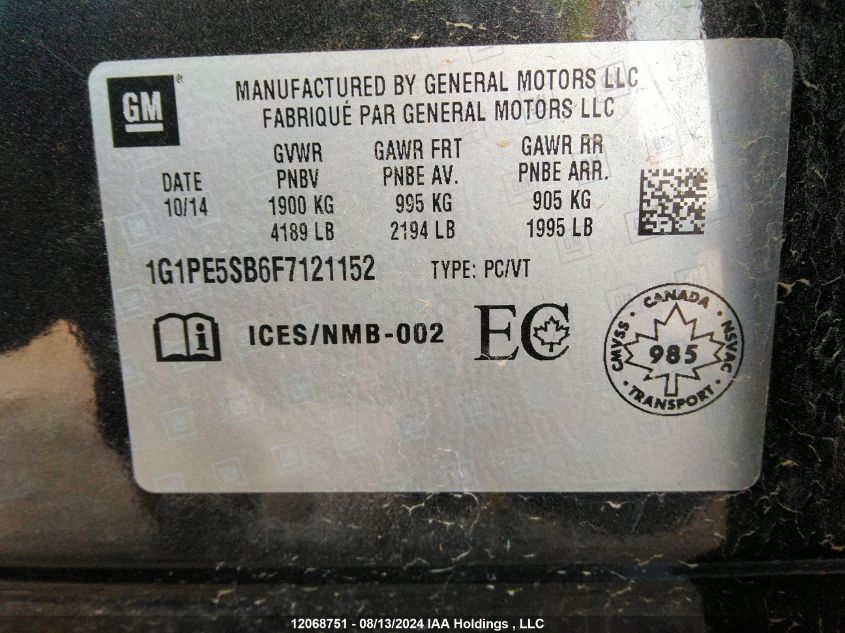 GM
®
MANUFACTURED BY GENERAL MOTORS LLC
FABRIQUÉ PAR GENERAL MOTORS LLC
DATE
10/14
GVWR
PNBV
1900 KG
4189 LB
GAWR FRT
PNBE AV.
995 KG
2194 LB
GAWR RR
PNBE ARR.
905 KG
1995 LB
1G1PE5SB6F7121152 TYPE: PC/VT
i ICES/NMB-002 EC
CMVSS • CANADA • NSVAC
985
• TRANSPORT •
12068751 - 08/13/2024 IAA Holdings , LLC